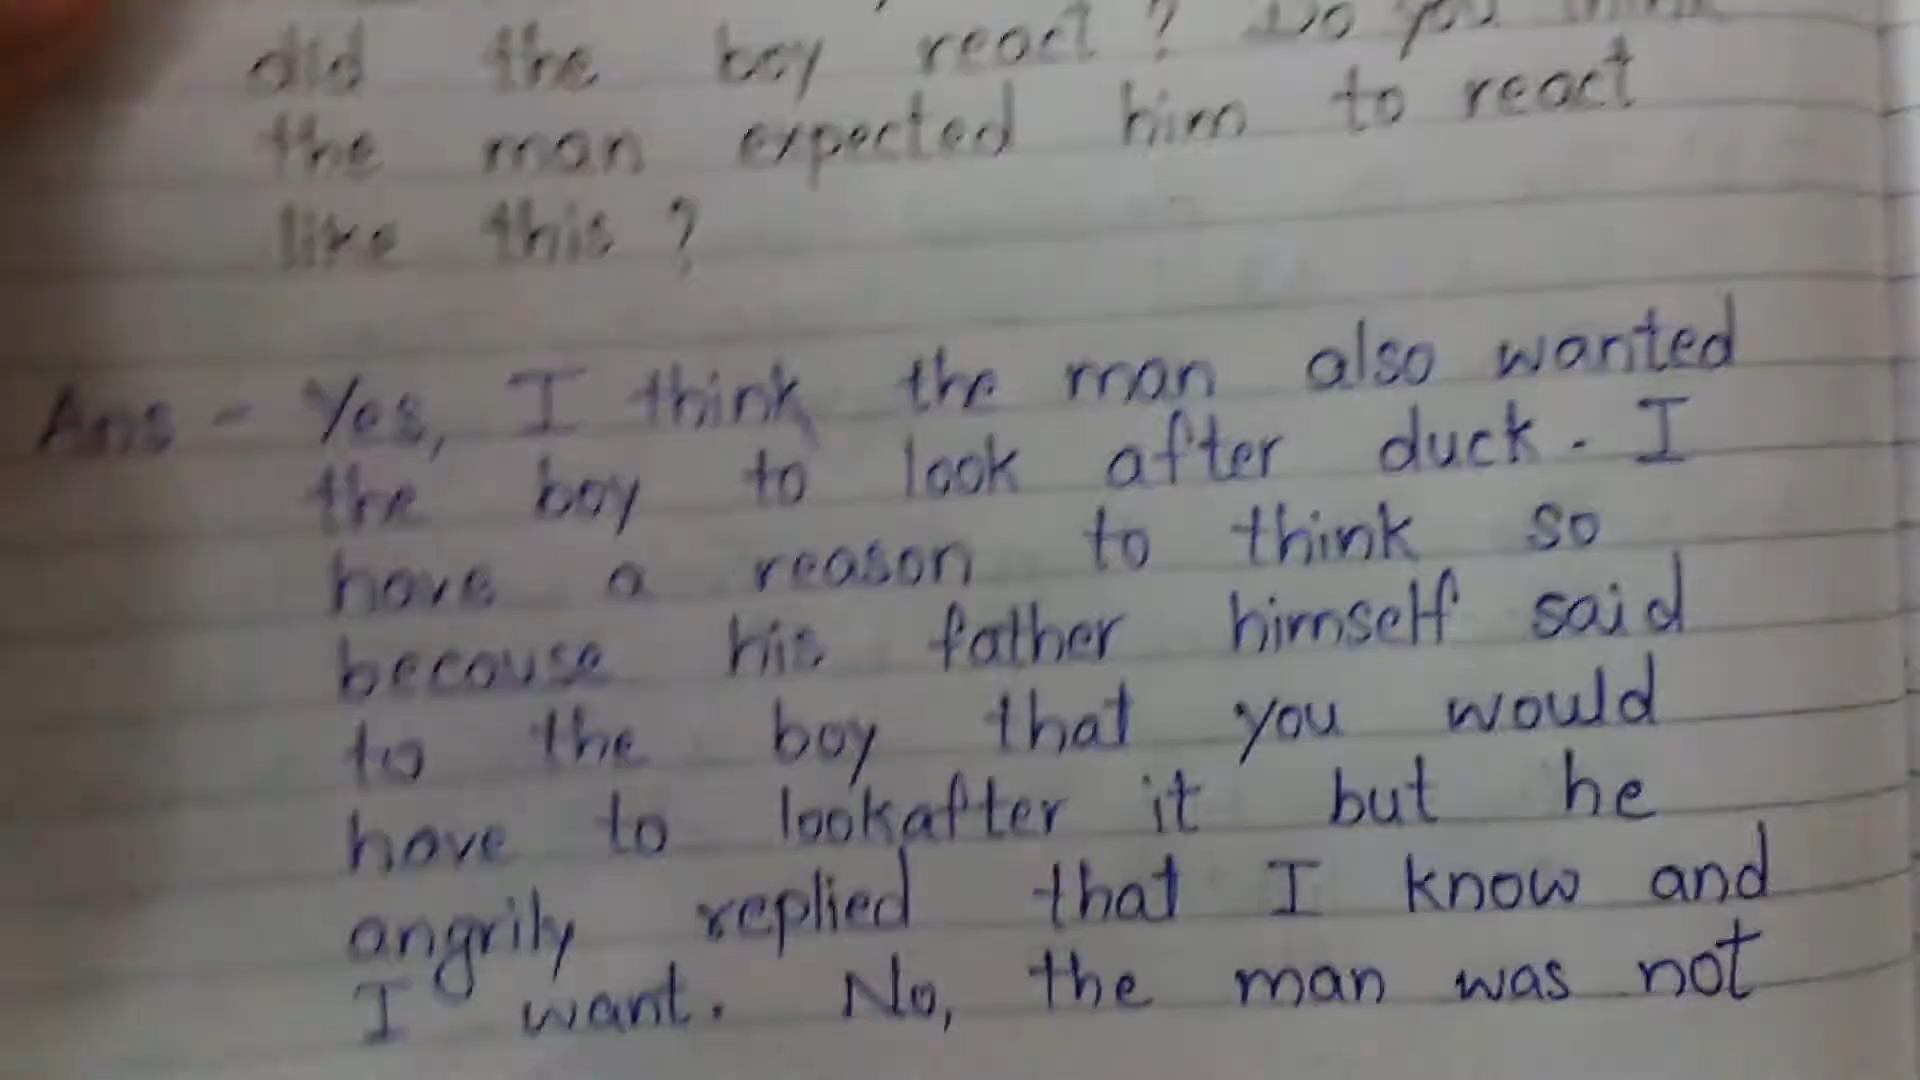 did the boy react? Do you think
the man expected him to react
like this?
Ans - Yes, I think the man also wanted
the boy to look after duck. I
have a reason to think so
because his father himself said
to the boy that you would
have to lookafter it but he
angrily replied that I know and
I want. No, the man was not